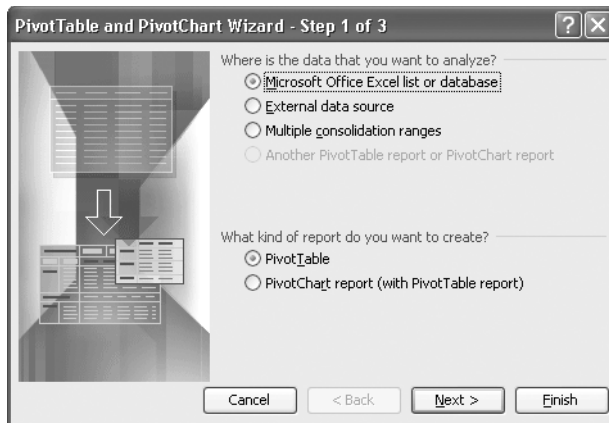 PivotTable and PivotChart Wizard - Step 1 of 3
Where is the data that you want to analyze?
Microsoft Office Excel list or database
External data source
Multiple consolidation ranges
Another PivotTable report or PivotChart report
What kind of report do you want to create?
PivotTable
PivotChart report (with PivotTable report)
Cancel < Back Next > Finish